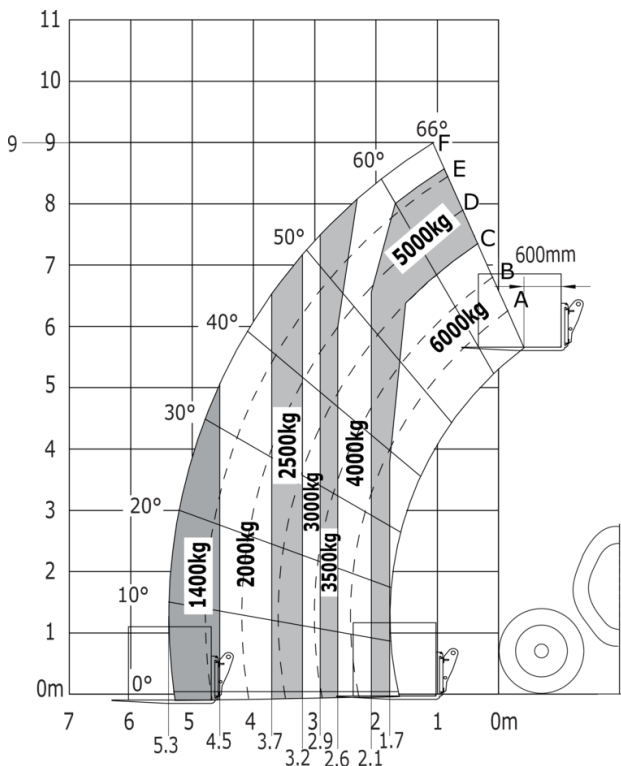 11
10
9 9
66°
F
60°
E
8
D
50°
5000kg
C
7
600mm
B
A
6
40°
6000kg
5
30°
4
2500kg
4000kg
3
20°
3000kg
2
1400kg
2000kg
3500kg
10°
1
0m
0°
7 6 5 4 3 2 1 0m
5.3 4.5 3.7 2.9 1.7
3.2 2.6 2.1